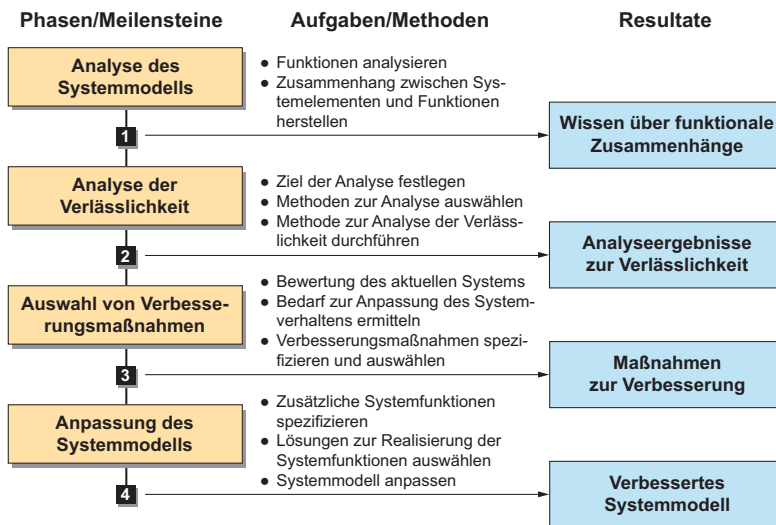 Phasen/Meilensteine
Aufgaben/Methoden
Resultate
Analyse des
Systemmodells
● Funktionen analysieren
● Zusammenhang zwischen Sys-
temelementen und Funktionen
herstellen
1
Wissen über funktionale
Zusammenhänge
Analyse der
Verlässlichkeit
● Ziel der Analyse festlegen
● Methoden zur Analyse auswählen
● Methode zur Analyse der Verläss-
lichkeit durchführen
2
Analyseergebnisse
zur Verlässlichkeit
Auswahl von Verbesse-
rungsmaßnahmen
● Bewertung des aktuellen Systems
● Bedarf zur Anpassung des System-
verhaltens ermitteln
● Verbesserungsmaßnahmen spezi-
fizieren und auswählen
3
Maßnahmen
zur Verbesserung
Anpassung des
Systemmodells
● Zusätzliche Systemfunktionen
spezifizieren
● Lösungen zur Realisierung der
Systemfunktionen auswählen
● Systemmodell anpassen
4
Verbessertes
Systemmodell